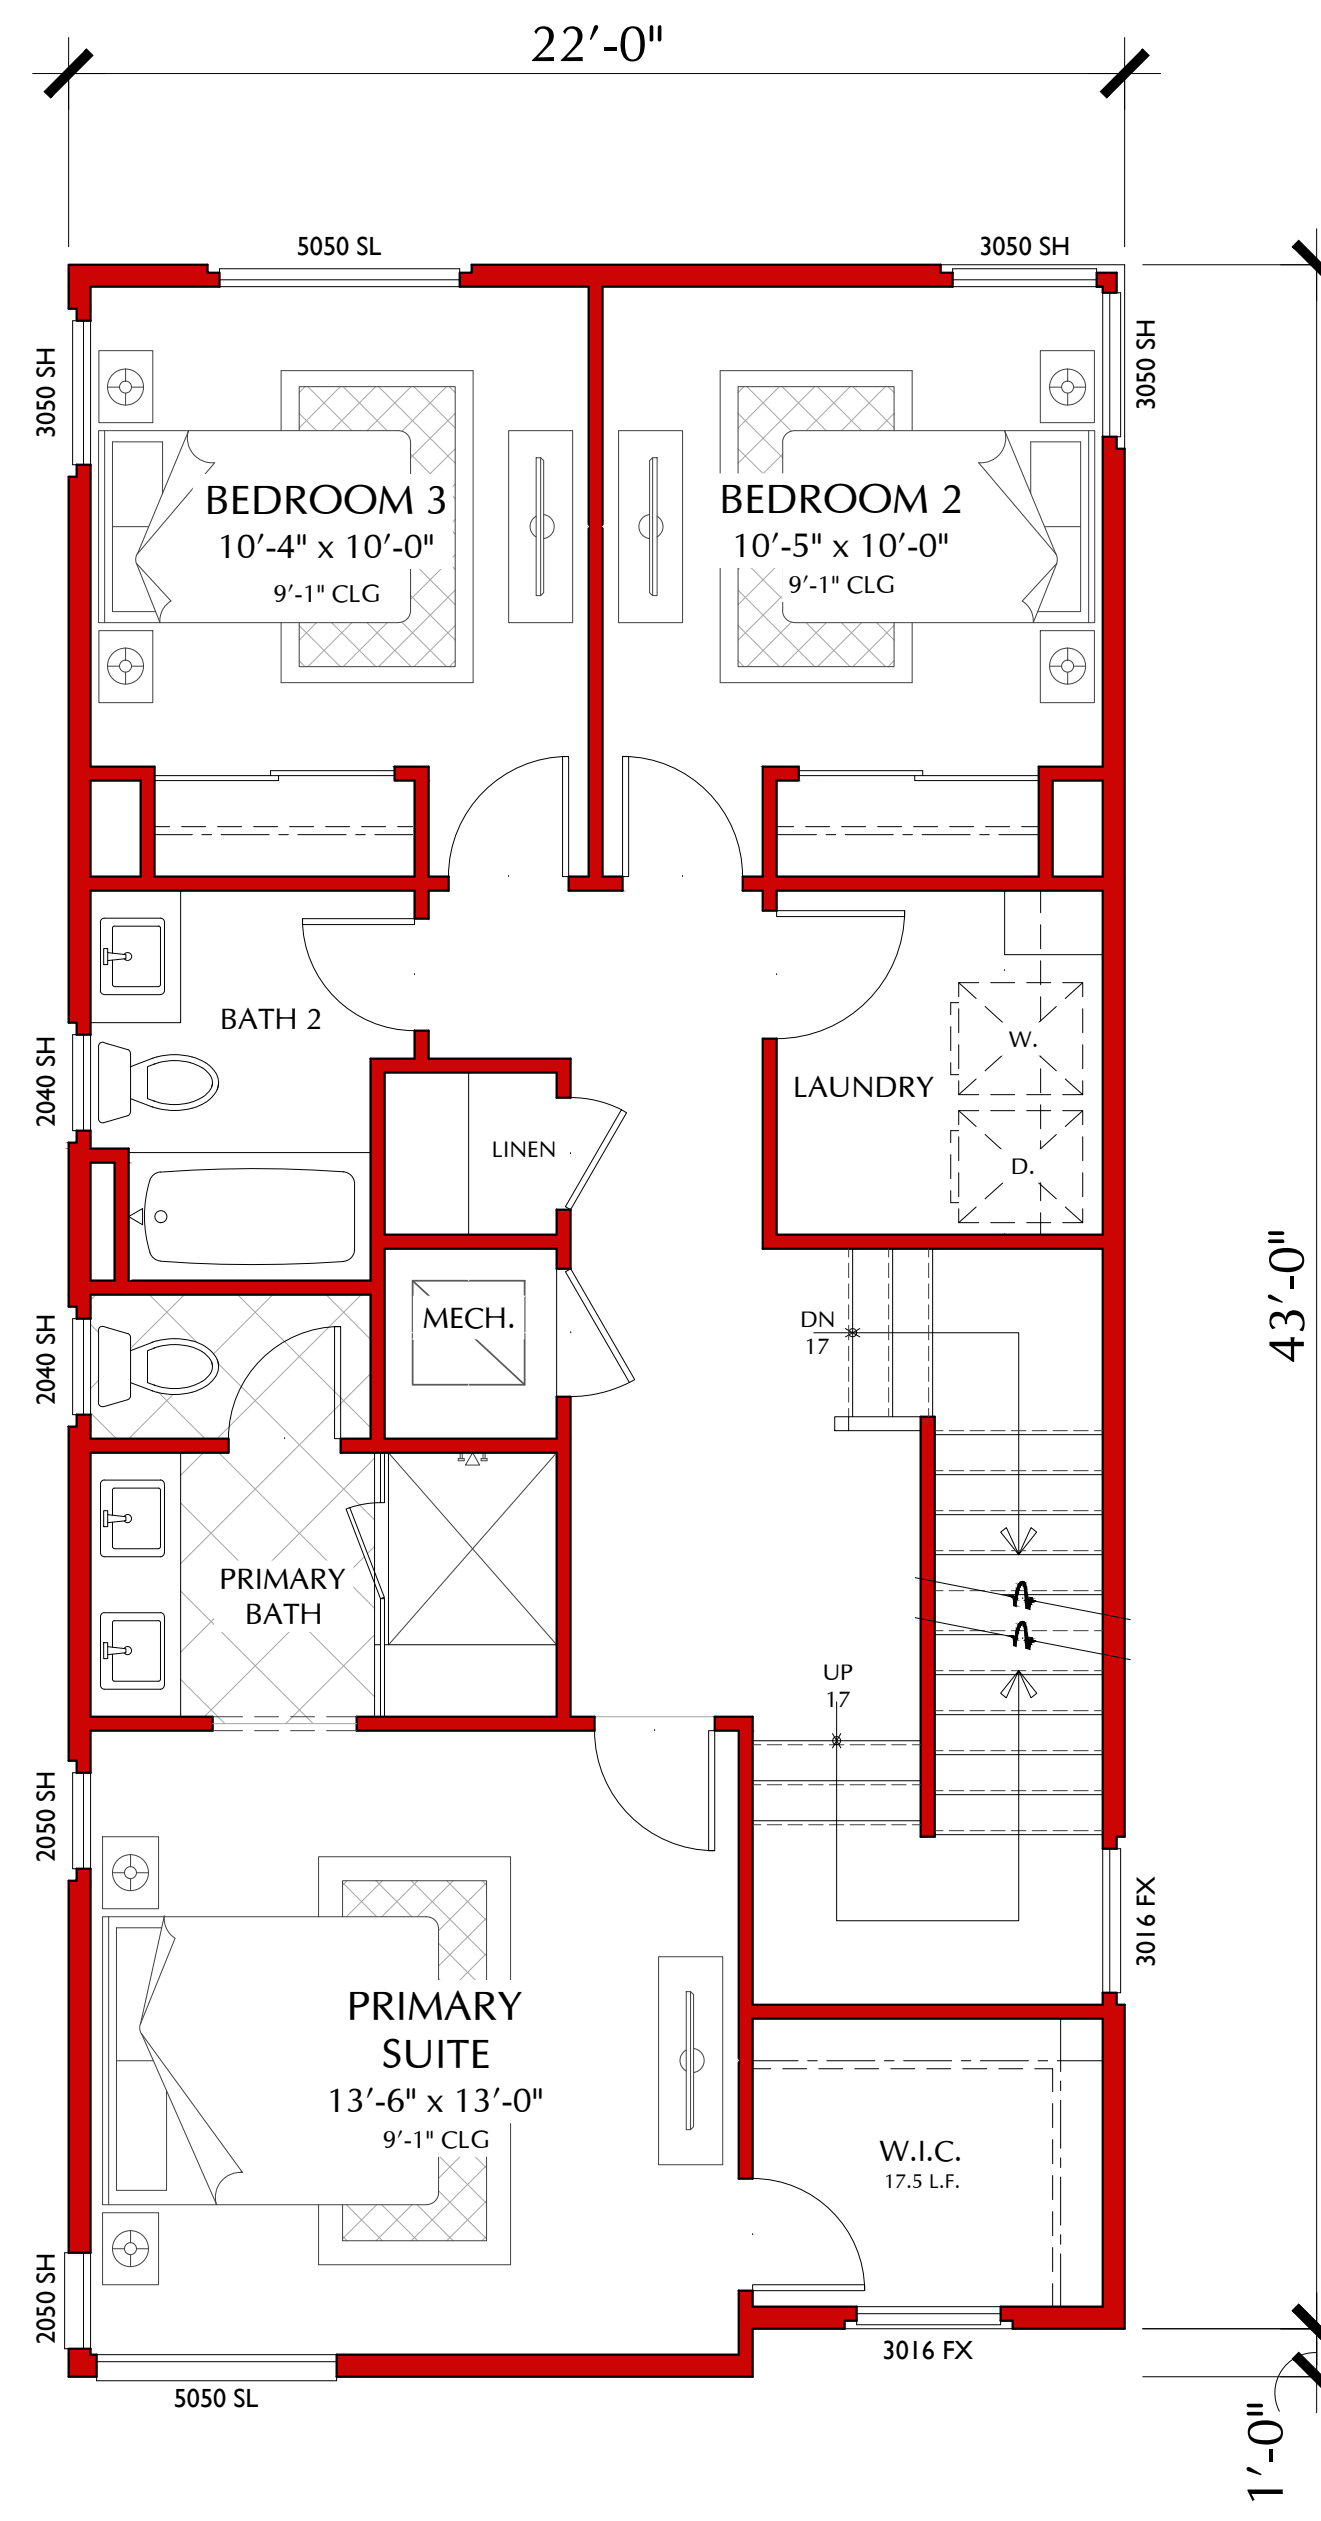 22'-0"
5050 SL
3050 SH
3050 SH
3050 SH
BEDROOM 3
10'-4" x 10'-0"
9'-1" CLG
BEDROOM 2
10'-5" x 10'-0"
9'-1" CLG
2040 SH
BATH 2
W.
LAUNDRY
LINEN
D.
43'-0"
2040 SH
MECH.
DN
17
PRIMARY
BATH
UP
17
2050 SH
3016 FX
PRIMARY
SUITE
13'-6" x 13'-0"
9'-1" CLG
W.I.C.
17.5 L.F.
2050 SH
3016 FX
5050 SL
1'-0"